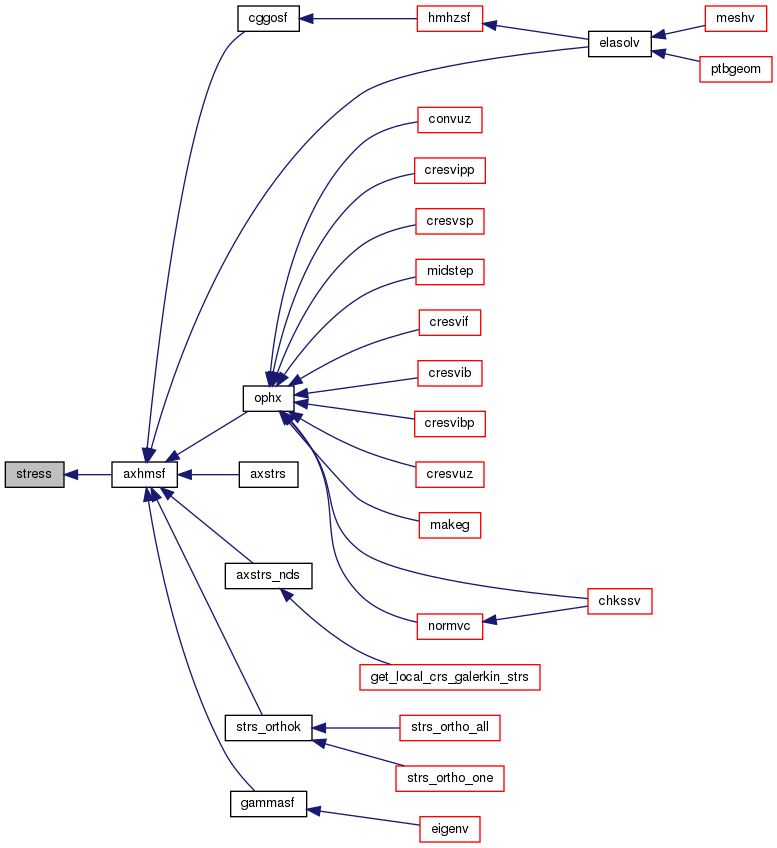 cggosf
hmhzsf
meshv
elasolv
ptbgeom
convuz
cresvipp
cresvsp
midstep
cresvif
cresvib
ophx
cresvibp
stress
axhmsf
axstrs
cresvuz
makeg
axstrs_nds
chkssv
normvc
get_local_crs_galerkin_strs
strs_orthok
strs_ortho_all
strs_ortho_one
gammasf
eigenv